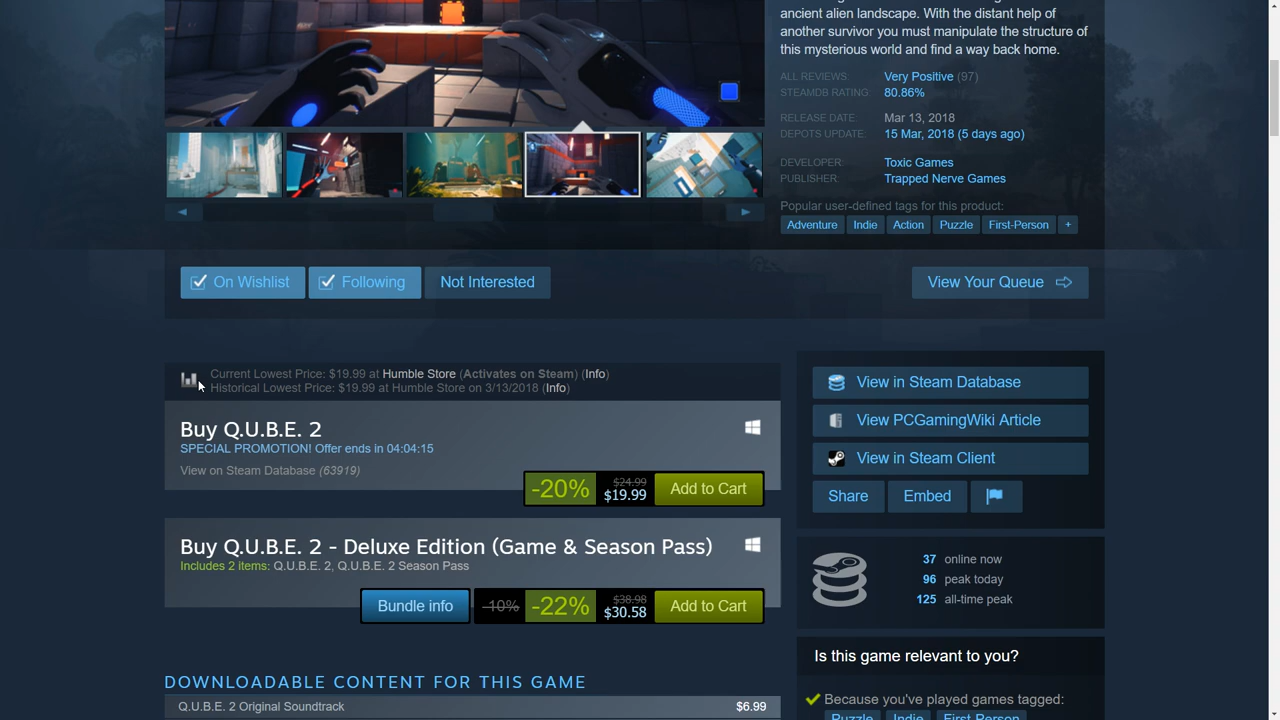 ancient alien landscape. With the distant help of
another survivor you must manipulate the structure of
this mysterious world and find a way back home.
ALL REVIEWS: Very Positive (97)
STEAMDB RATING: 80.86%
RELEASE DATE: Mar 13, 2018
DEPOTS UPDATE: 15 Mar, 2018 (5 days ago)
DEVELOPER: Toxic Games
PUBLISHER: Trapped Nerve Games
Popular user-defined tags for this product:
Adventure Indie Action Puzzle First-Person +
On Wishlist Following Not Interested View Your Queue
Current Lowest Price: $19.99 at Humble Store (Activates on Steam) (Info)
Historical Lowest Price: $19.99 at Humble Store on 3/13/2018 (Info)
Buy Q.U.B.E. 2
SPECIAL PROMOTION! Offer ends in 04:04:15
View on Steam Database (63919)
-20% $24.99 $19.99 Add to Cart
Buy Q.U.B.E. 2 - Deluxe Edition (Game & Season Pass)
Includes 2 items: Q.U.B.E. 2, Q.U.B.E. 2 Season Pass
Bundle info -10% -22% $38.98 $30.58 Add to Cart
DOWNLOADABLE CONTENT FOR THIS GAME
Q.U.B.E. 2 Original Soundtrack $6.99
View in Steam Database
View PCGamingWiki Article
View in Steam Client
Share Embed
37 online now
96 peak today
125 all-time peak
Is this game relevant to you?
Because you've played games tagged:
Puzzle Indie First-Person